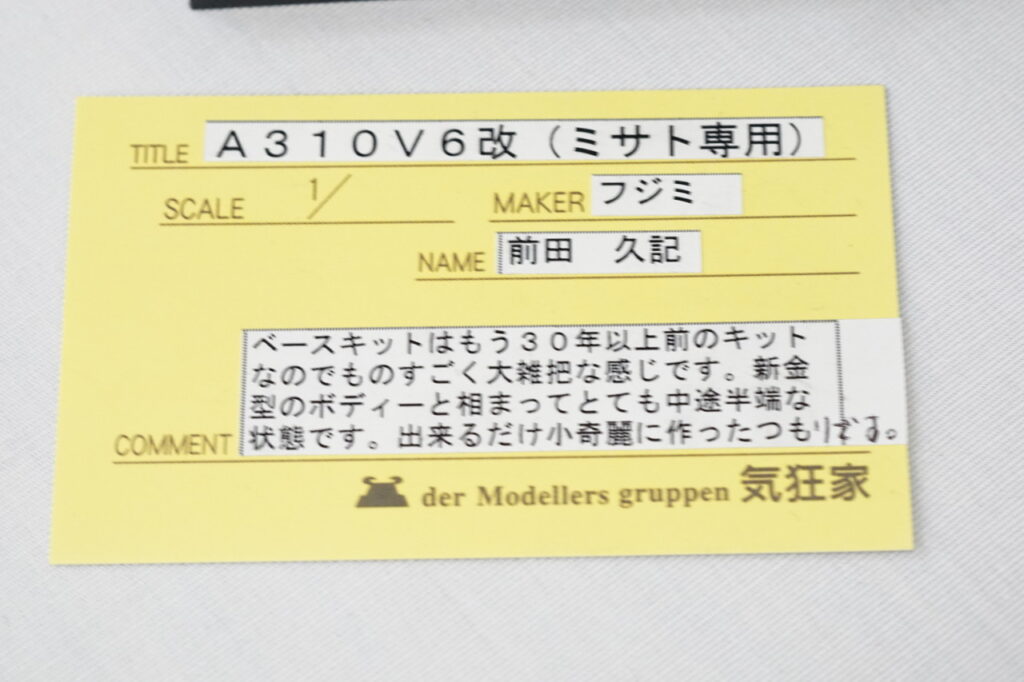 TITLE A310V6改(ミサト専用)
SCALE 1/
MAKER フジミ
NAME 前田 久記
COMMENT
ベースキットはもう30年以上前のキット
なのでものすごく大雑把な感じです。新金
型のボディーと相まってとても中途半端な
状態です。出来るだけ小奇麗に作ったつもりです。
der Modellers gruppen 気狂家